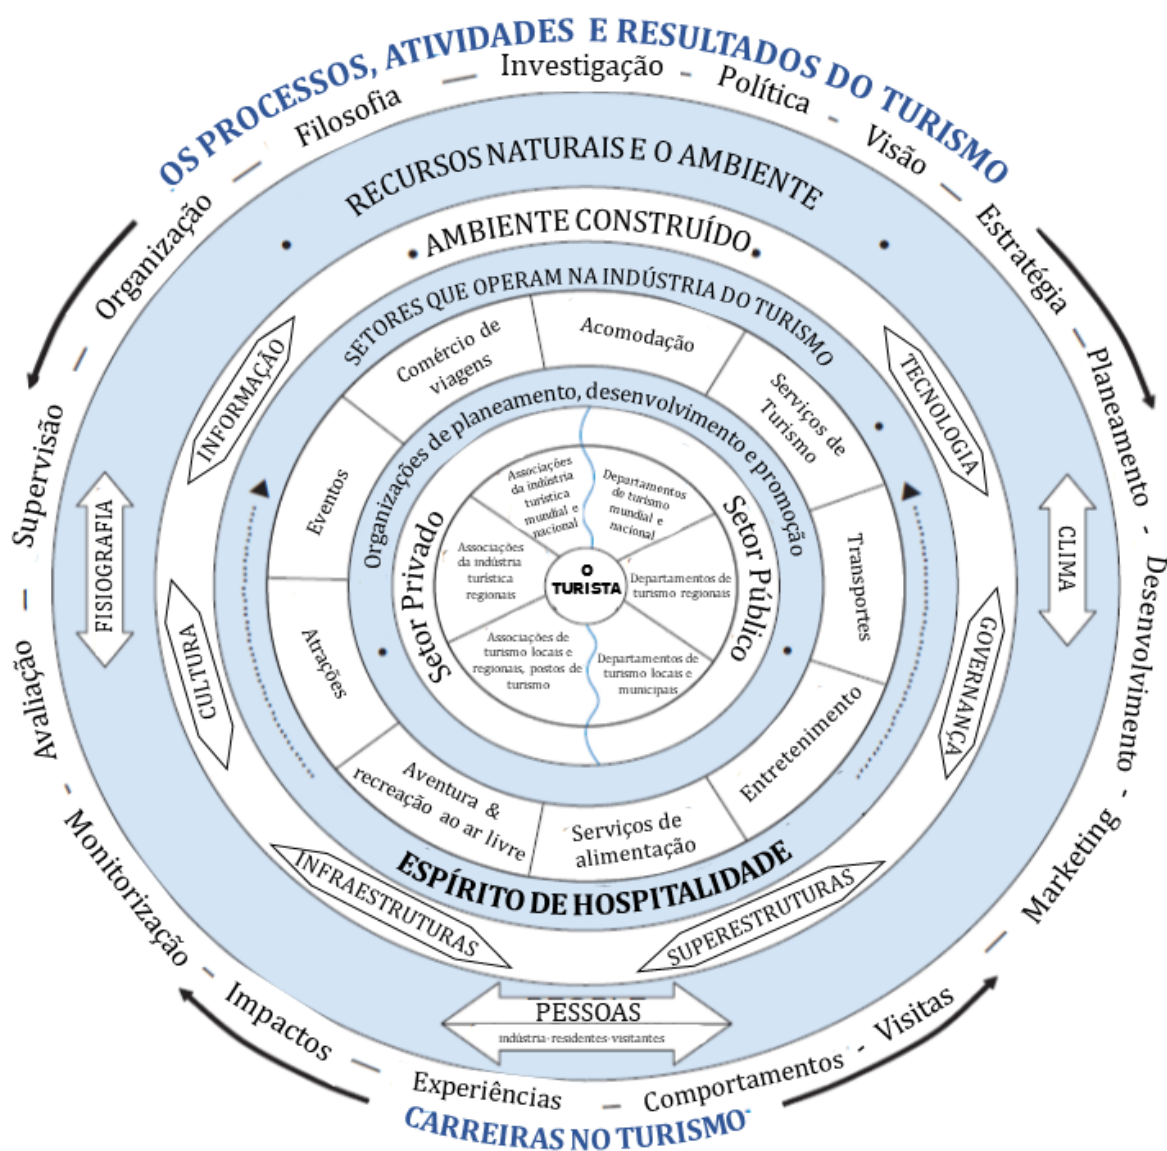 OS PROCESSOS, ATIVIDADES E RESULTADOS DO TURISMO
Organização — Filosofia — Investigação - Política - Visão — Estratégia — Planeamento - Desenvolvimento - Marketing — Visitas - Comportamentos — Experiências — Impactos — Monitorização - Avaliação — Supervisão —
RECURSOS NATURAIS E O AMBIENTE
FISIOGRAFIA
CLIMA
PESSOAS
indústria-residentes-visitantes
AMBIENTE CONSTRUÍDO
INFORMAÇÃO
TECNOLOGIA
CULTURA
GOVERNANÇA
INFRAESTRUTURAS
SUPERESTRUTURAS
SETORES QUE OPERAM NA INDÚSTRIA DO TURISMO
ESPÍRITO DE HOSPITALIDADE
Comércio de
viagens
Acomodação
Serviços de
Turismo
Transportes
Entretenimento
Serviços de
alimentação
Aventura &
recreação ao ar livre
Atrações
Eventos
Organizações de planeamento, desenvolvimento e promoção
Setor Privado
Setor Público
Associações
da indústria
turística
mundial e
nacional
Departamentos
de turismo
mundial e
nacional
Associações
da indústria
turística
regionais
Departamentos de
turismo regionais
Associações de
turismo locais e
regionais, postos de
turismo
Departamentos de
turismo locais e
municipais
O
TURISTA
CARREIRAS NO TURISMO